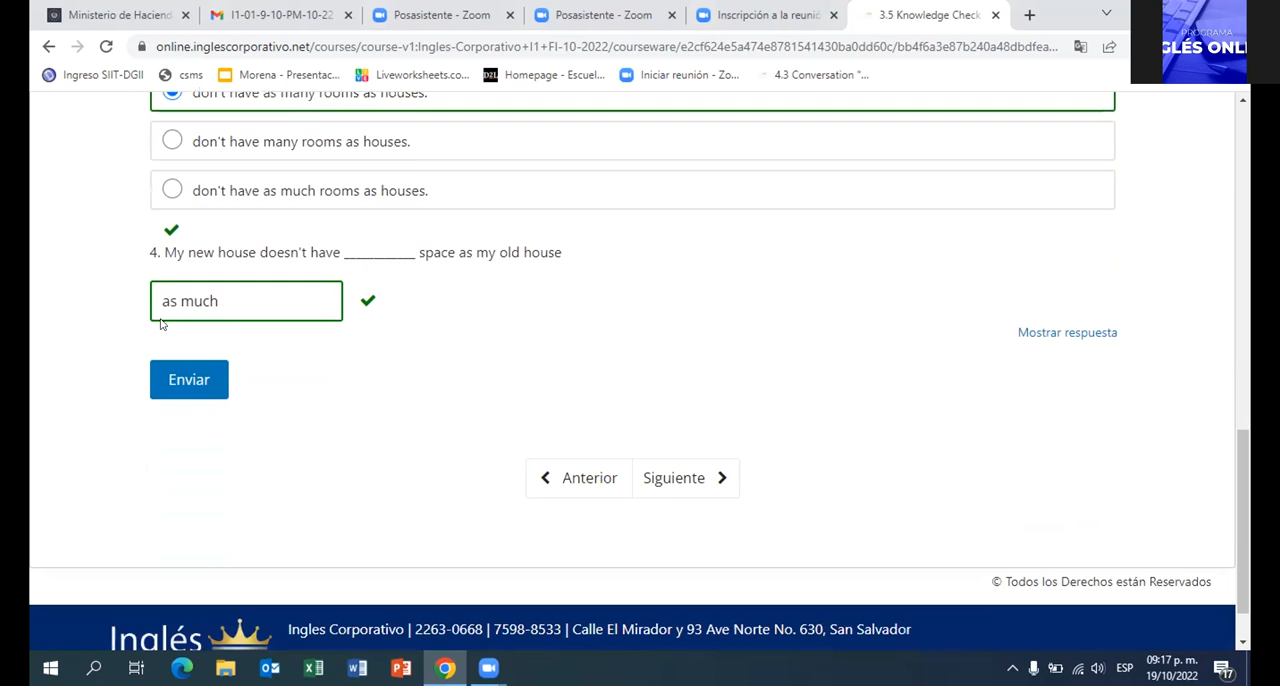 Ministerio de Haciend
I1-01-9-10-PM-10-22
Posasistente - Zoom
Posasistente - Zoom
Inscripción a la reunió
3.5 Knowledge Check
online.inglescorporativo.net/courses/course-v1:Ingles-Corporativo+I1+FI-10-2022/courseware/e2cf624e5a474e8781541430ba0dd60c/bb4f6a3e87b240a48dbdfea...
PROGRAMA
GLÉS ONLI
Ingreso SIIT-DGII
csms
Morena - Presentac...
Liveworksheets.co...
Homepage - Escuel...
Iniciar reunión - Zo...
4.3 Conversation "...
don't have as many rooms as houses.
don't have many rooms as houses.
don't have as much rooms as houses.
4. My new house doesn't have ___________ space as my old house
as much
Mostrar respuesta
Enviar
Anterior
Siguiente
© Todos los Derechos están Reservados
Inglés
Ingles Corporativo | 2263-0668 | 7598-8533 | Calle El Mirador y 93 Ave Norte No. 630, San Salvador
ESP
09:17 p. m.
19/10/2022
17